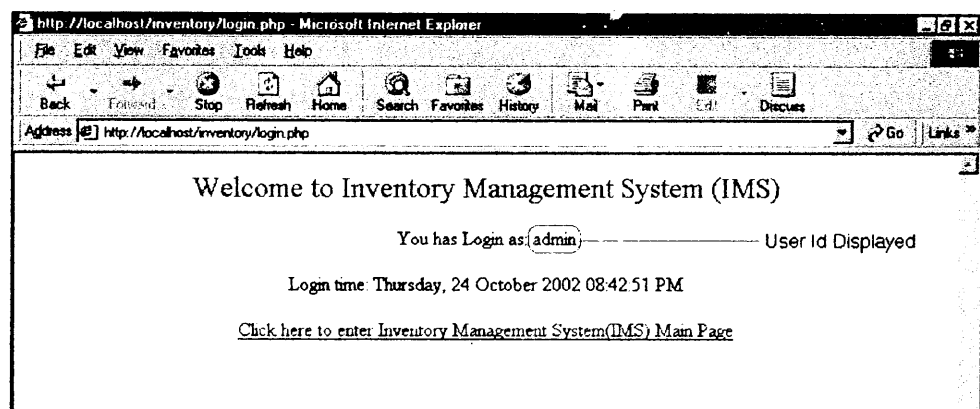 http://localhost/inventory/login.php - Microsoft Internet Explorer
File Edit View Favorites Tools Help
Back Forward Stop Refresh Home Search Favorites History Mail Print Edit Discuss
Address http://localhost/inventory/login.php Go Links »
Welcome to Inventory Management System (IMS)
You has Login as: admin User Id Displayed
Login time: Thursday, 24 October 2002 08:42:51 PM
Click here to enter Inventory Management System(IMS) Main Page